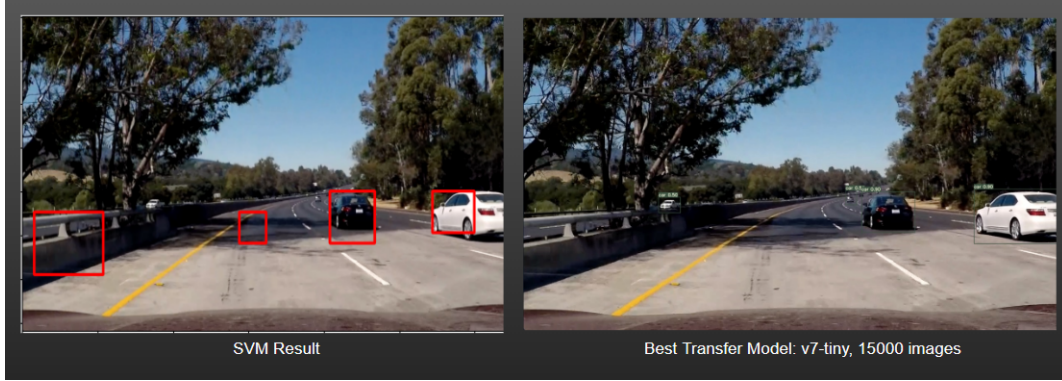 SVM Result
Best Transfer Model: v7-tiny, 15000 images